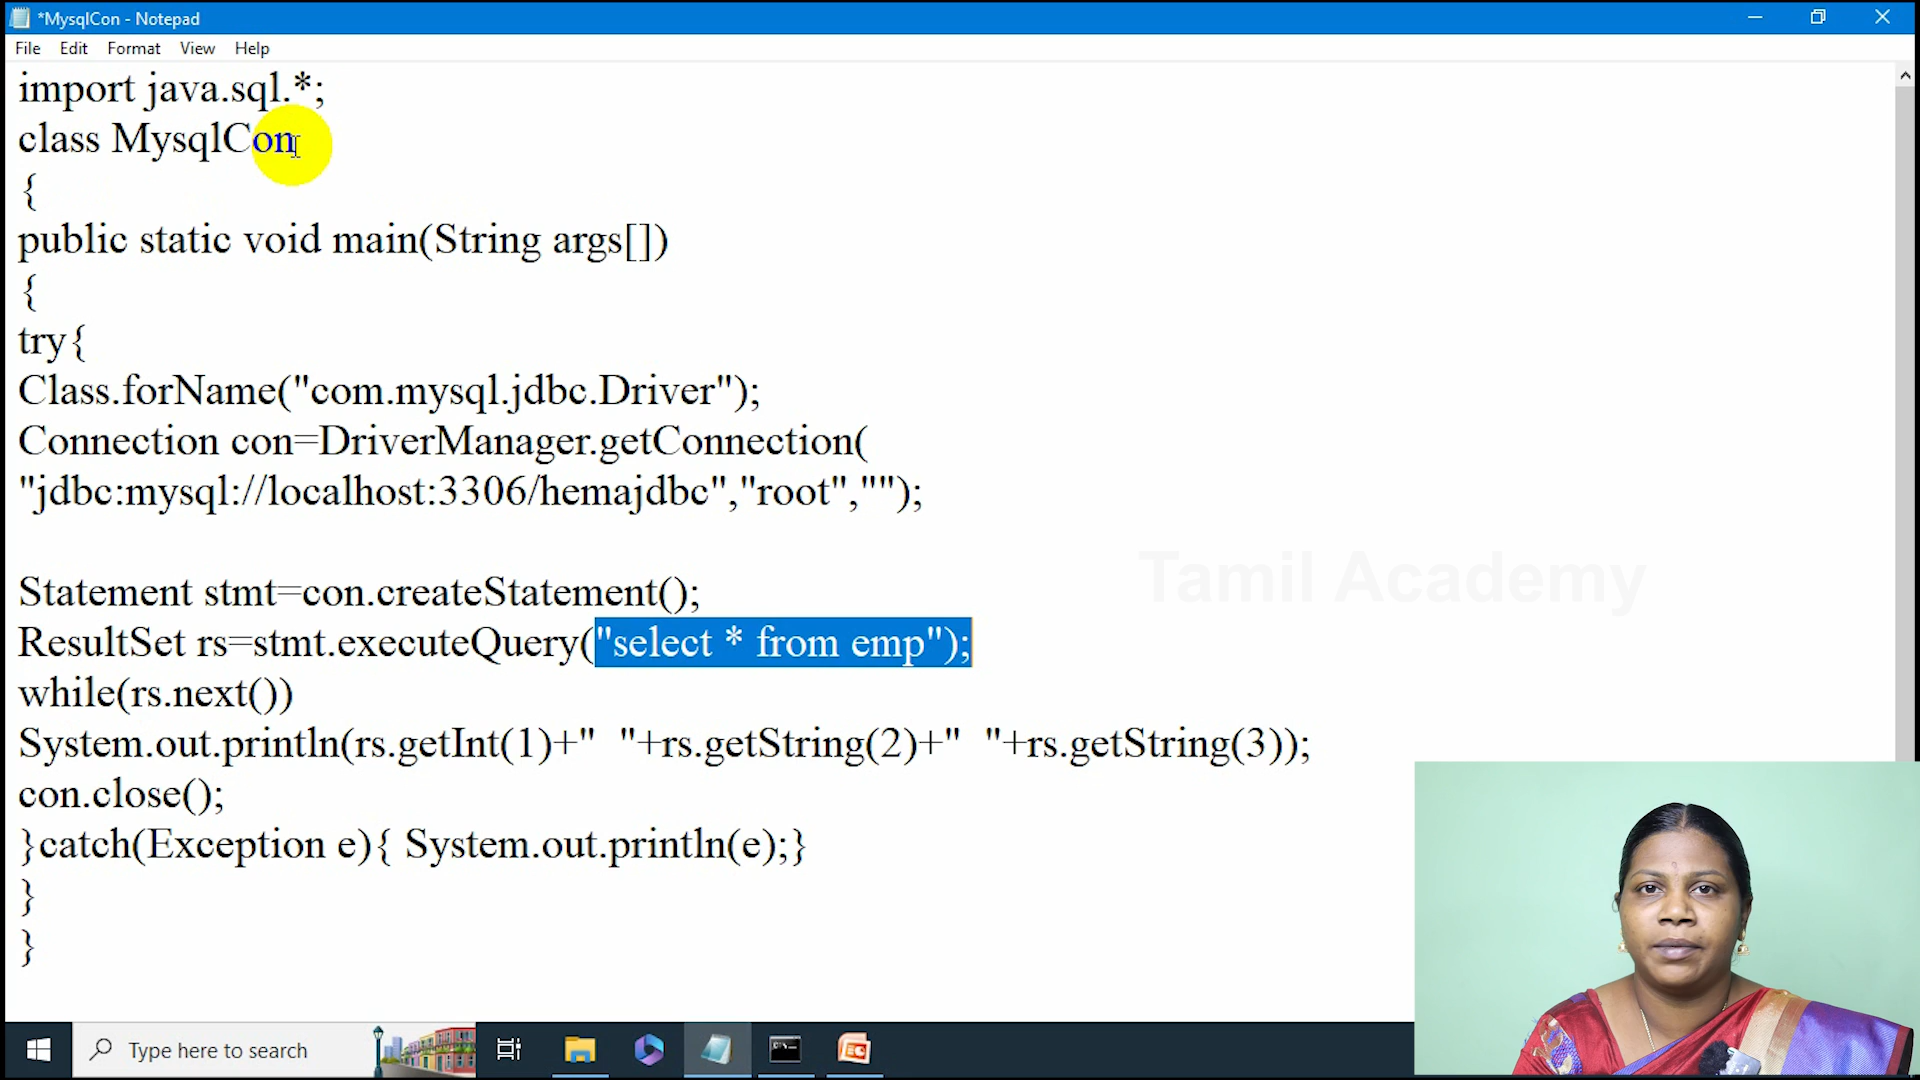 *MysqlCon - Notepad
File Edit Format View Help
import java.sql.*;
class MysqlCon
{
public static void main(String args[])
{
try{
Class.forName("com.mysql.jdbc.Driver");
Connection con=DriverManager.getConnection(
"jdbc:mysql://localhost:3306/hemajdbc","root","");
Statement stmt=con.createStatement();
ResultSet rs=stmt.executeQuery("select * from emp");
while(rs.next())
System.out.println(rs.getInt(1)+"  "+rs.getString(2)+"  "+rs.getString(3));
con.close();
}catch(Exception e){ System.out.println(e);}
}
}
Tamil Academy
Type here to search